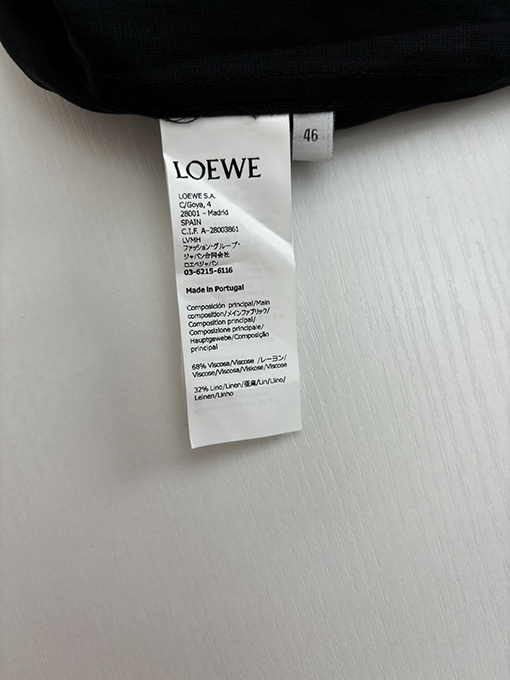 46
LOEWE
LOEWE S.A.
C/Goya, 4
28001 – Madrid
SPAIN
C.I.F. A-28003861
LVMH
ファッション・グループ・
ジャパン合同会社
ロエベジャパン
03-6215-6116
Made in Portugal
Composición principal/Main
composition/メインファブリック/
Composition principal/
Composizione principale/
Hauptgewebe/Composição
principal
68% Viscosa/Viscose /レーヨン/
Viscose/Viscosa/Viskose/Viscose
32% Lino/Linen/亜麻/Lin/Liino/
Leinen/Linho